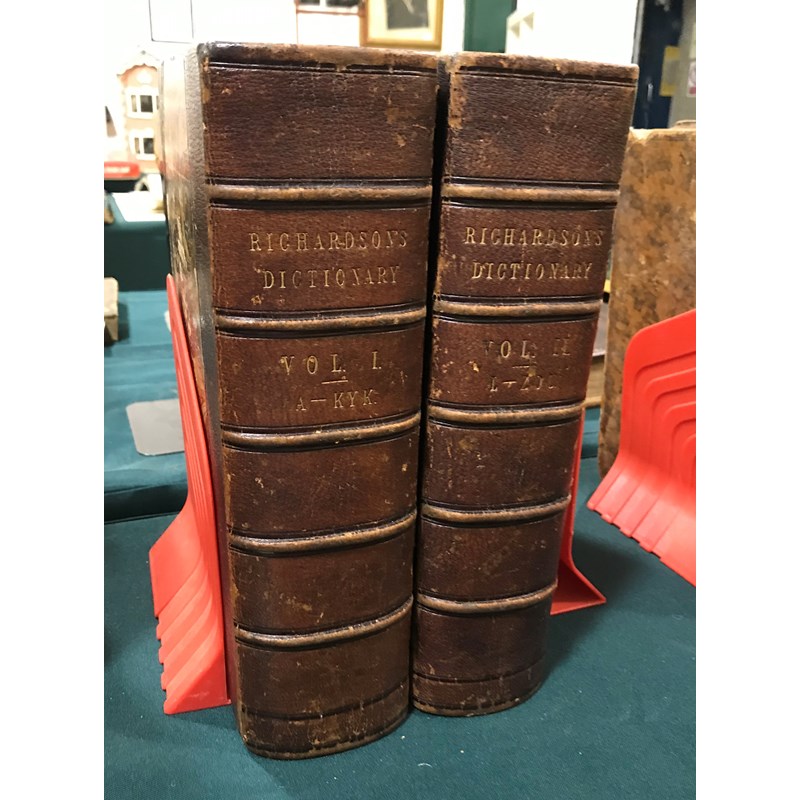 RICHARDSON'S
DICTIONARY
VOL. I.
A—KYK.
RICHARDSON'S
DICTIONARY
VOL. II.